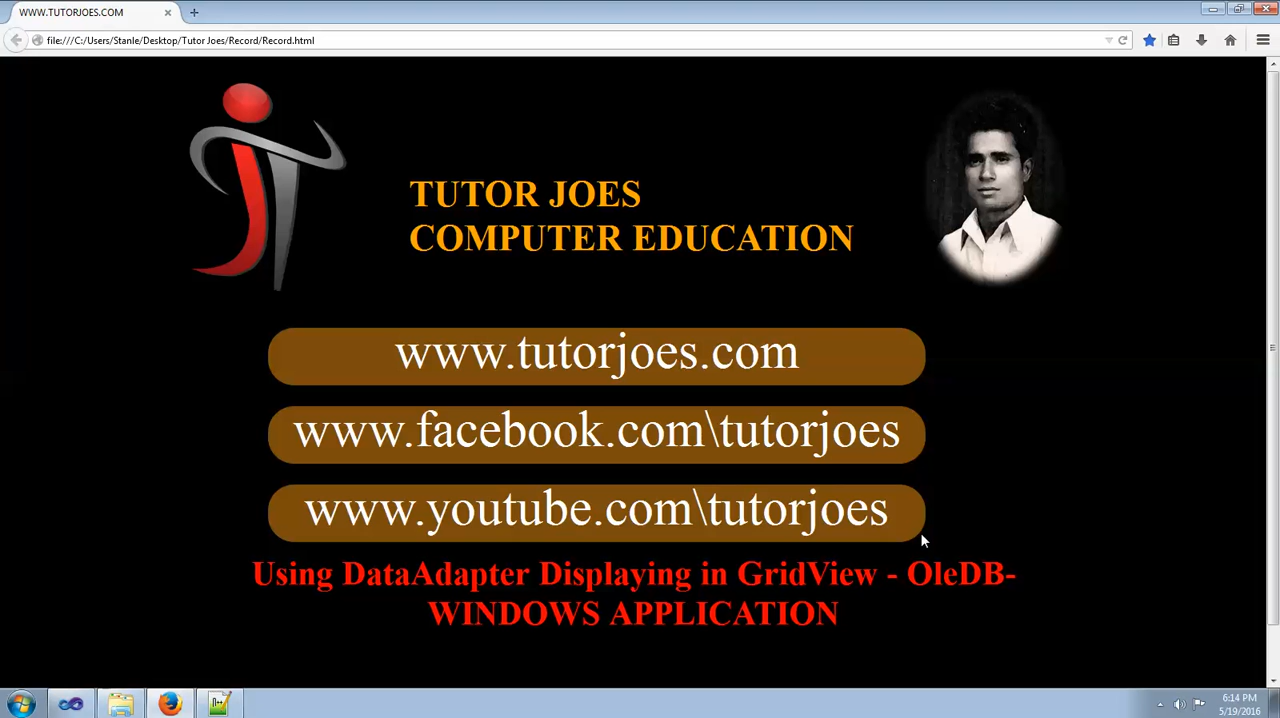 WWW.TUTORJOES.COM
file:///C:/Users/Stanle/Desktop/Tutor Joes/Record/Record.html
TUTOR JOES
COMPUTER EDUCATION
www.tutorjoes.com
www.facebook.com\tutorjoes
www.youtube.com\tutorjoes
Using DataAdapter Displaying in GridView - OleDB-
WINDOWS APPLICATION
6:14 PM
5/19/2016